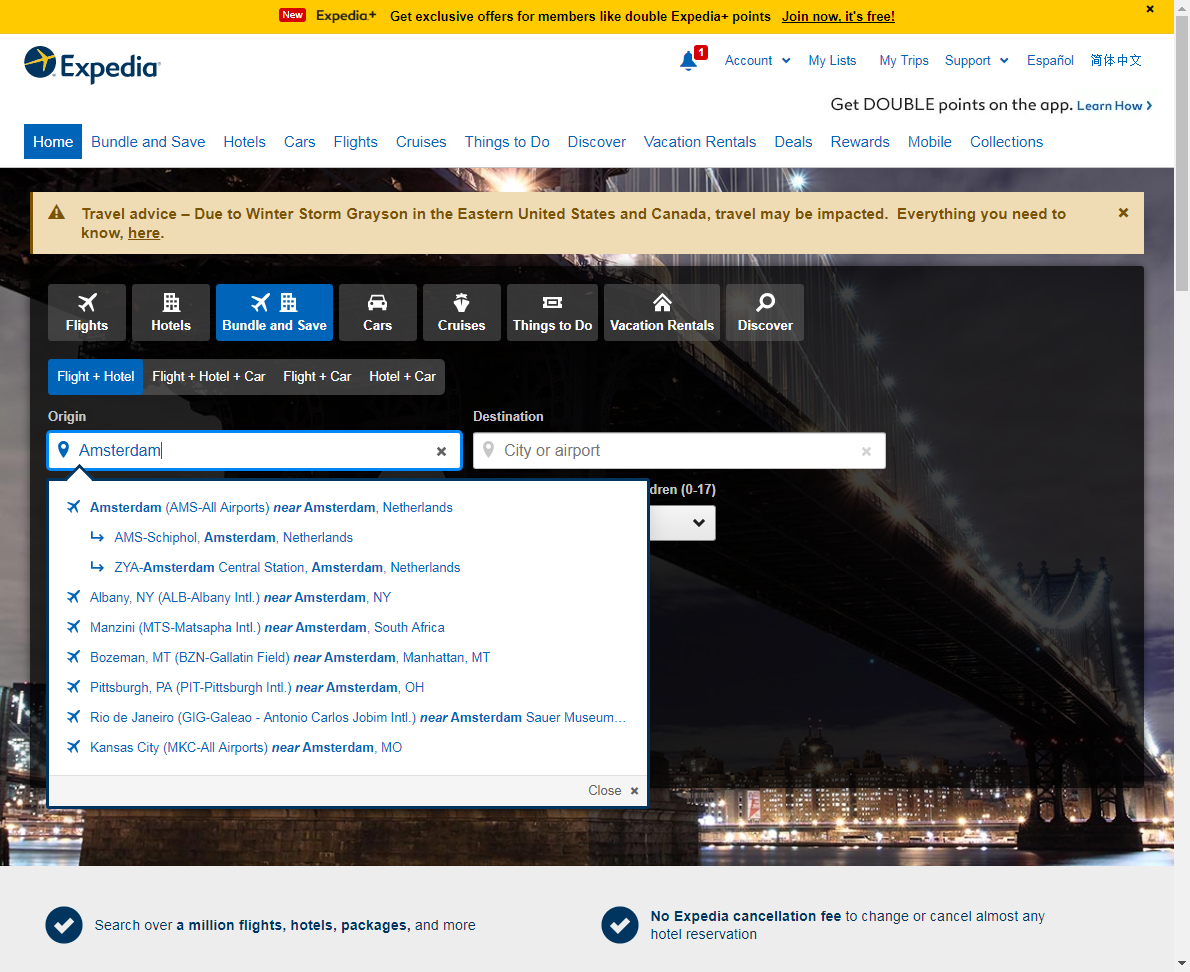 New Expedia+ Get exclusive offers for members like double Expedia+ points Join now, it's free!
Expedia
1 Account My Lists My Trips Support Español 简体中文
Get DOUBLE points on the app. Learn How
Home Bundle and Save Hotels Cars Flights Cruises Things to Do Discover Vacation Rentals Deals Rewards Mobile Collections
Travel advice – Due to Winter Storm Grayson in the Eastern United States and Canada, travel may be impacted. Everything you need to
know, here.
Flights Hotels Bundle and Save Cars Cruises Things to Do Vacation Rentals Discover
Flight + Hotel Flight + Hotel + Car Flight + Car Hotel + Car
Origin Destination
Amsterdam City or airport
dren (0-17)
Amsterdam (AMS-All Airports) near Amsterdam, Netherlands
AMS-Schiphol, Amsterdam, Netherlands
ZYA-Amsterdam Central Station, Amsterdam, Netherlands
Albany, NY (ALB-Albany Intl.) near Amsterdam, NY
Manzini (MTS-Matsapha Intl.) near Amsterdam, South Africa
Bozeman, MT (BZN-Gallatin Field) near Amsterdam, Manhattan, MT
Pittsburgh, PA (PIT-Pittsburgh Intl.) near Amsterdam, OH
Rio de Janeiro (GIG-Galeao - Antonio Carlos Jobim Intl.) near Amsterdam Sauer Museum...
Kansas City (MKC-All Airports) near Amsterdam, MO
Close
Search over a million flights, hotels, packages, and more
No Expedia cancellation fee to change or cancel almost any
hotel reservation